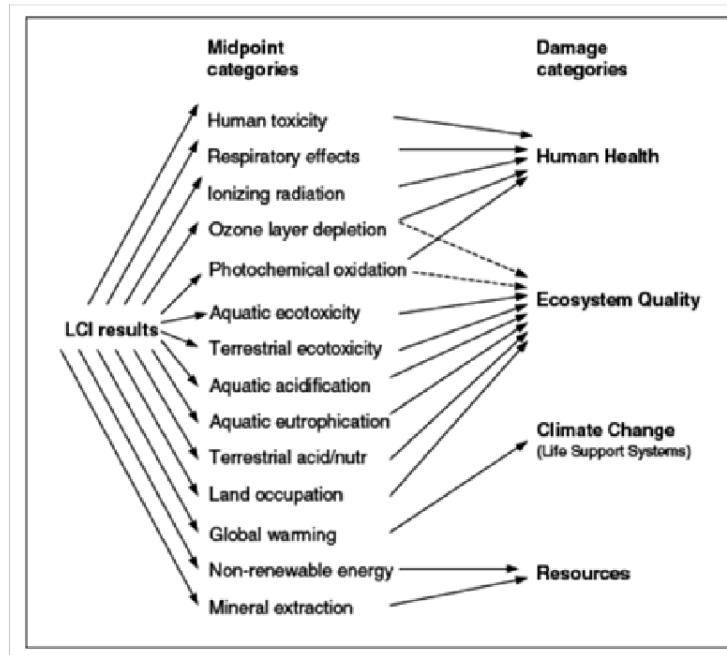 Midpoint
categories
Damage
categories
Human toxicity
Respiratory effects
Human Health
Ionizing radiation
Ozone layer depletion
Photochemical oxidation
Ecosystem Quality
Aquatic ecotoxicity
LCI results
Terrestrial ecotoxicity
Aquatic acidification
Aquatic eutrophication
Climate Change
(Life Support Systems)
Terrestrial acid/nutr
Land occupation
Global warming
Non-renewable energy
Resources
Mineral extraction